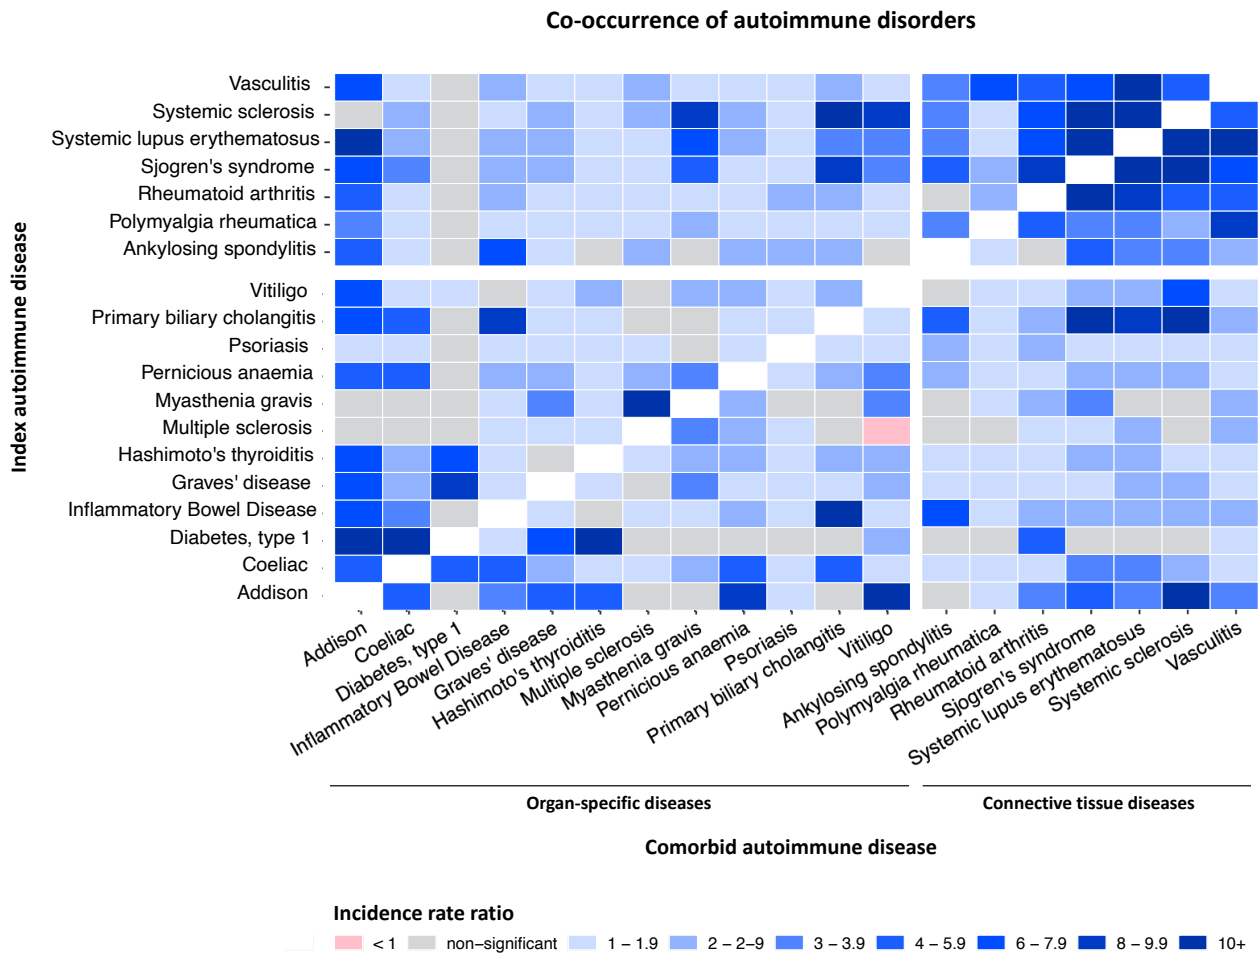 Co-occurrence of autoimmune disorders
Index autoimmune disease
Vasculitis
Systemic sclerosis
Systemic lupus erythematosus
Sjogren's syndrome
Rheumatoid arthritis
Polymyalgia rheumatica
Ankylosing spondylitis
Vitiligo
Primary biliary cholangitis
Psoriasis
Pernicious anaemia
Myasthenia gravis
Multiple sclerosis
Hashimoto's thyroiditis
Graves' disease
Inflammatory Bowel Disease
Diabetes, type 1
Coeliac
Addison
Addison
Coeliac
Diabetes, type 1
Inflammatory Bowel Disease
Graves' disease
Hashimoto's thyroiditis
Multiple sclerosis
Myasthenia gravis
Pernicious anaemia
Psoriasis
Primary biliary cholangitis
Vitiligo
Ankylosing spondylitis
Polymyalgia rheumatica
Rheumatoid arthritis
Sjogren's syndrome
Systemic lupus erythematosus
Systemic sclerosis
Vasculitis
Organ-specific diseases
Connective tissue diseases
Comorbid autoimmune disease
Incidence rate ratio
< 1 non-significant 1 – 1.9 2 – 2–9 3 – 3.9 4 – 5.9 6 – 7.9 8 – 9.9 10+